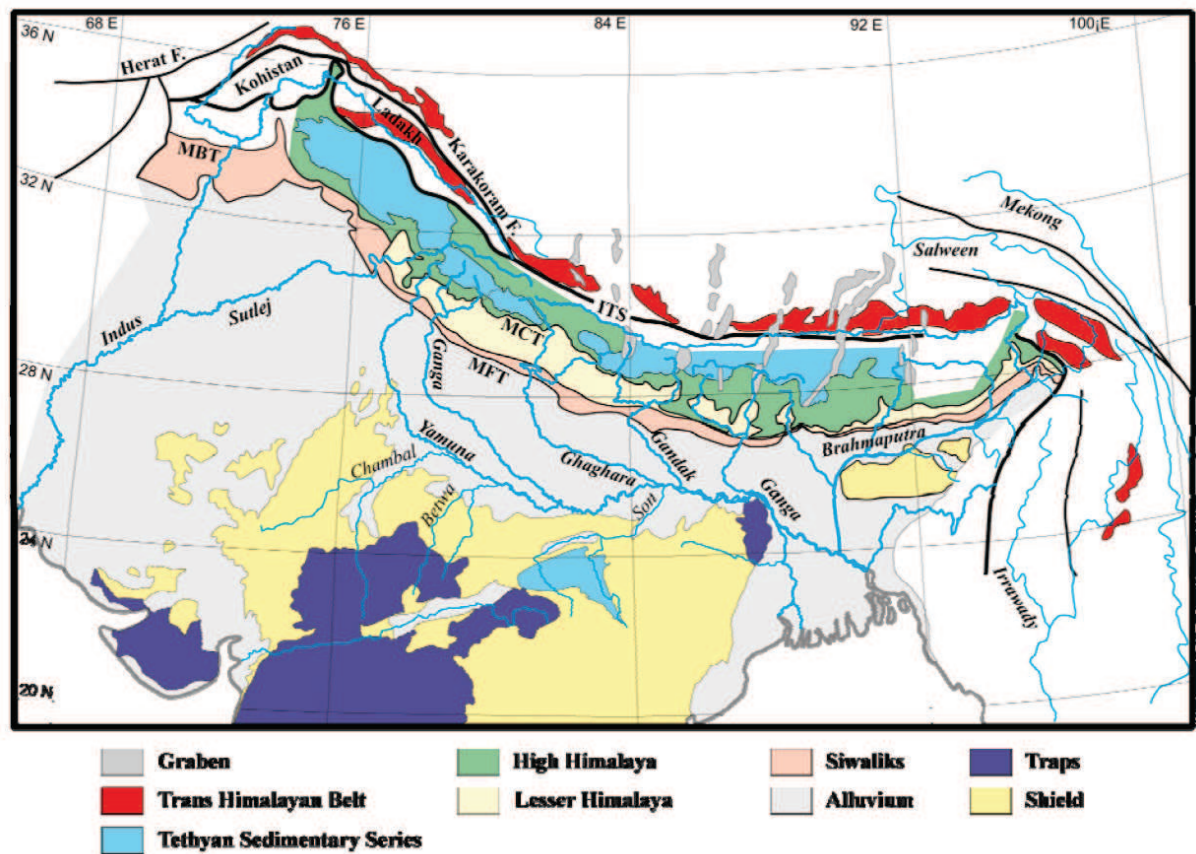 36 N
68 E
76 E
84 E
92 E
100¡E
Herat F.
Kohistan
Ladakh
MBT
Karakoram F.
32 N
Mekong
Salween
ITS
Indus
Sutlej
MCT
Ganga
MFT
28 N
Brahmaputra
Yamuna
Chambal
Ghaghara
Gandak
Ganga
Betwa
Son
24 N
Irrawady
20 N
Graben
High Himalaya
Siwaliks
Traps
Trans Himalayan Belt
Lesser Himalaya
Alluvium
Shield
Tethyan Sedimentary Series